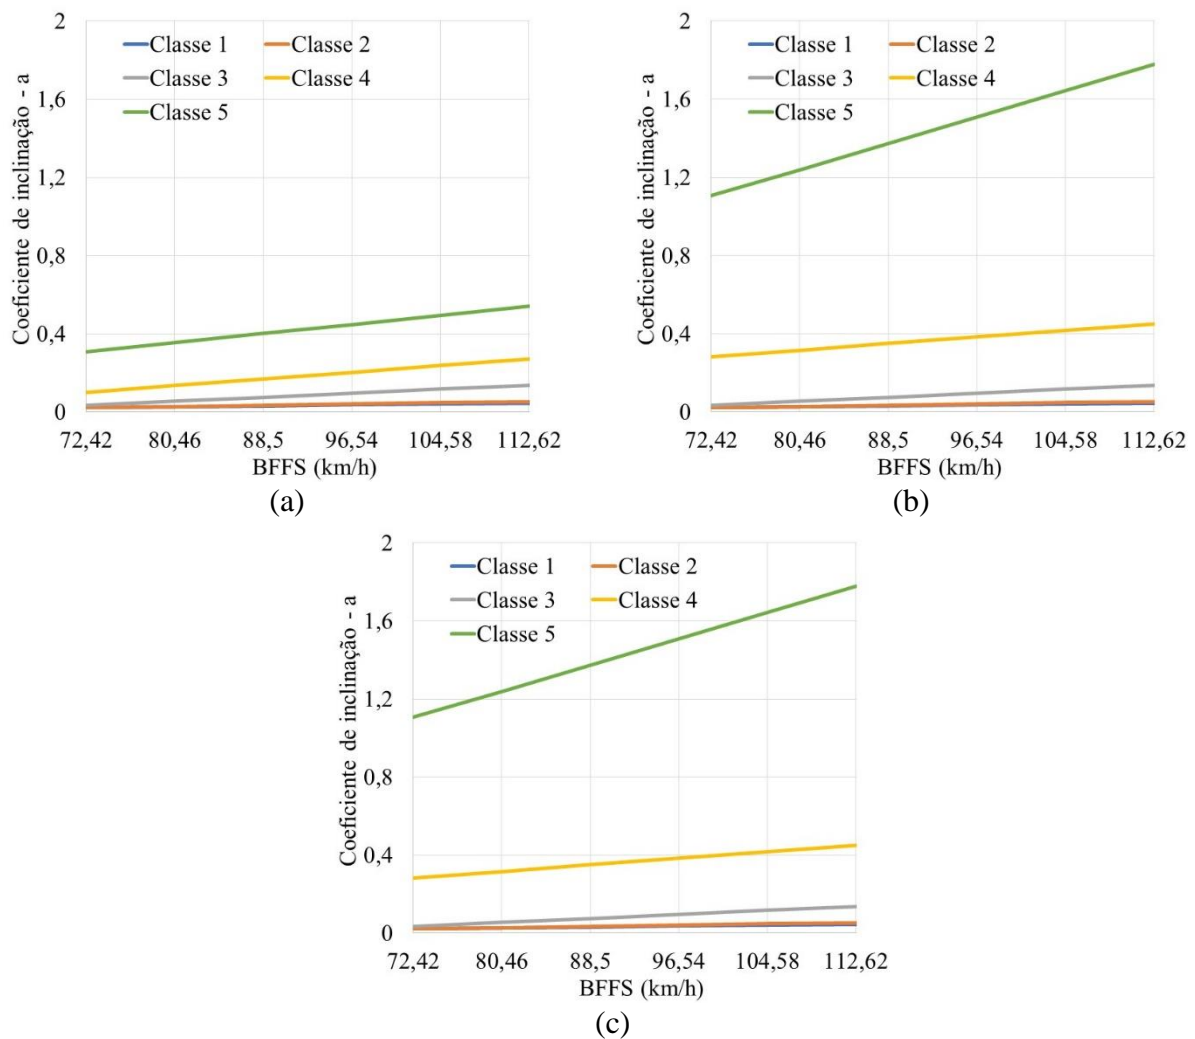 2
1,6
1,2
0,8
0,4
0
Coeficiente de inclinação - a
Classe 1 Classe 2
Classe 3 Classe 4
Classe 5
72,42 80,46 88,5 96,54 104,58 112,62
BFFS (km/h)
(a)
2
1,6
1,2
0,8
0,4
0
Coeficiente de inclinação - a
Classe 1 Classe 2
Classe 3 Classe 4
Classe 5
72,42 80,46 88,5 96,54 104,58 112,62
BFFS (km/h)
(b)
2
1,6
1,2
0,8
0,4
0
Coeficiente de inclinação - a
Classe 1 Classe 2
Classe 3 Classe 4
Classe 5
72,42 80,46 88,5 96,54 104,58 112,62
BFFS (km/h)
(c)